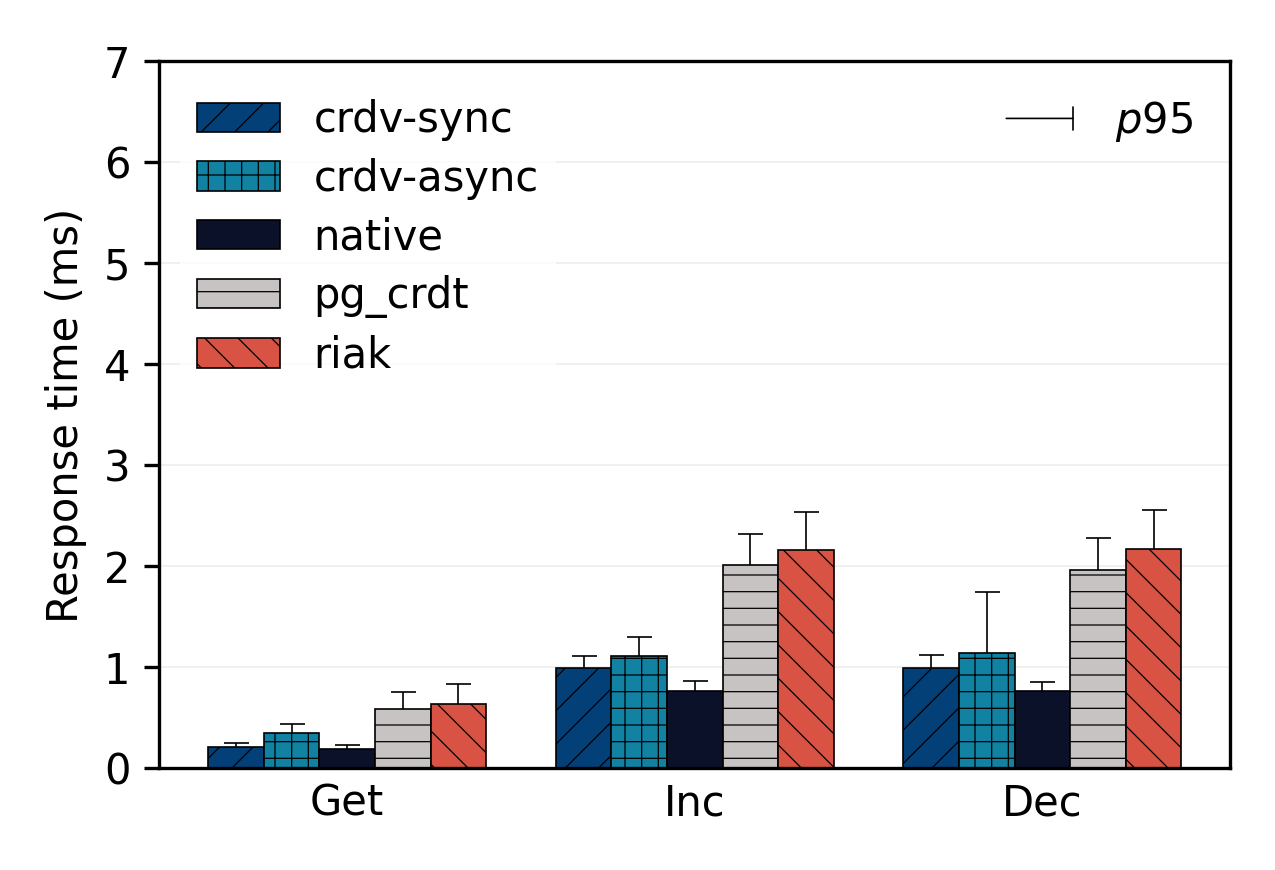 Response time (ms)
7
6
5
4
3
2
1
0
crdv-sync
crdv-async
native
pg_crdt
riak
p95
Get
Inc
Dec